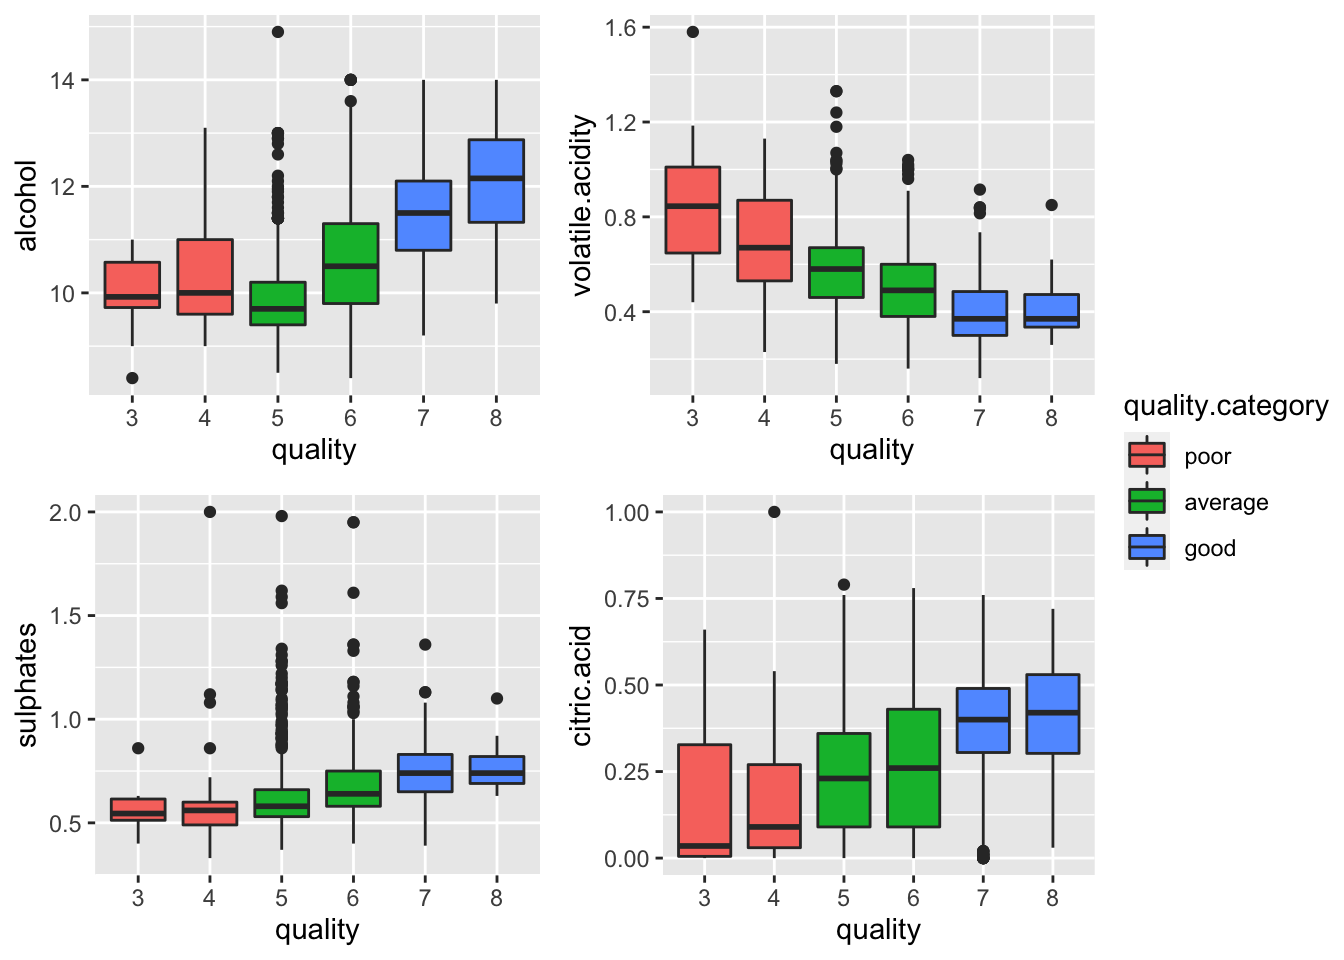 alcohol
14
12
10
3 4 5 6 7 8
quality
volatile.acidity
1.6
1.2
0.8
0.4
3 4 5 6 7 8
quality
sulphates
2.0
1.5
1.0
0.5
3 4 5 6 7 8
quality
citric.acid
1.00
0.75
0.50
0.25
0.00
3 4 5 6 7 8
quality
quality.category
poor
average
good